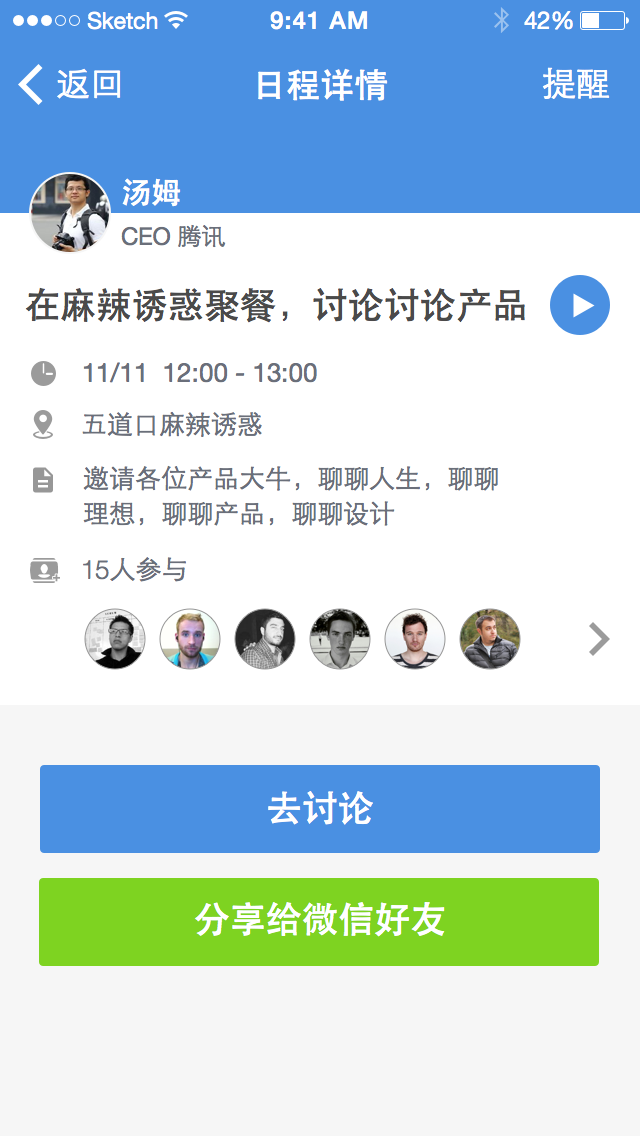 Sketch 9:41 AM 42%
返回 日程详情 提醒
汤姆
CEO 腾讯
在麻辣诱惑聚餐，讨论讨论产品
11/11 12:00 - 13:00
五道口麻辣诱惑
邀请各位产品大牛，聊聊人生，聊聊
理想，聊聊产品，聊聊设计
15人参与
去讨论
分享给微信好友